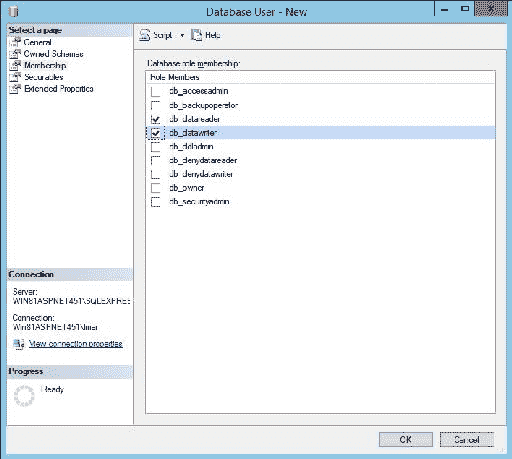 Database User - New
Select a page
General
Owned Schemas
Membership
Securables
Extended Properties
Script
Help
Database role membership:
Role Members
db_accessadmin
db_backupoperator
db_datareader
db_datawriter
db_ddladmin
db_denydatareader
db_denydatawriter
db_owner
db_securityadmin
Connection
Server:
WIN81ASPNET451\SQLEXPRES
Connection:
View connection properties
Progress
Ready
OK
Cancel